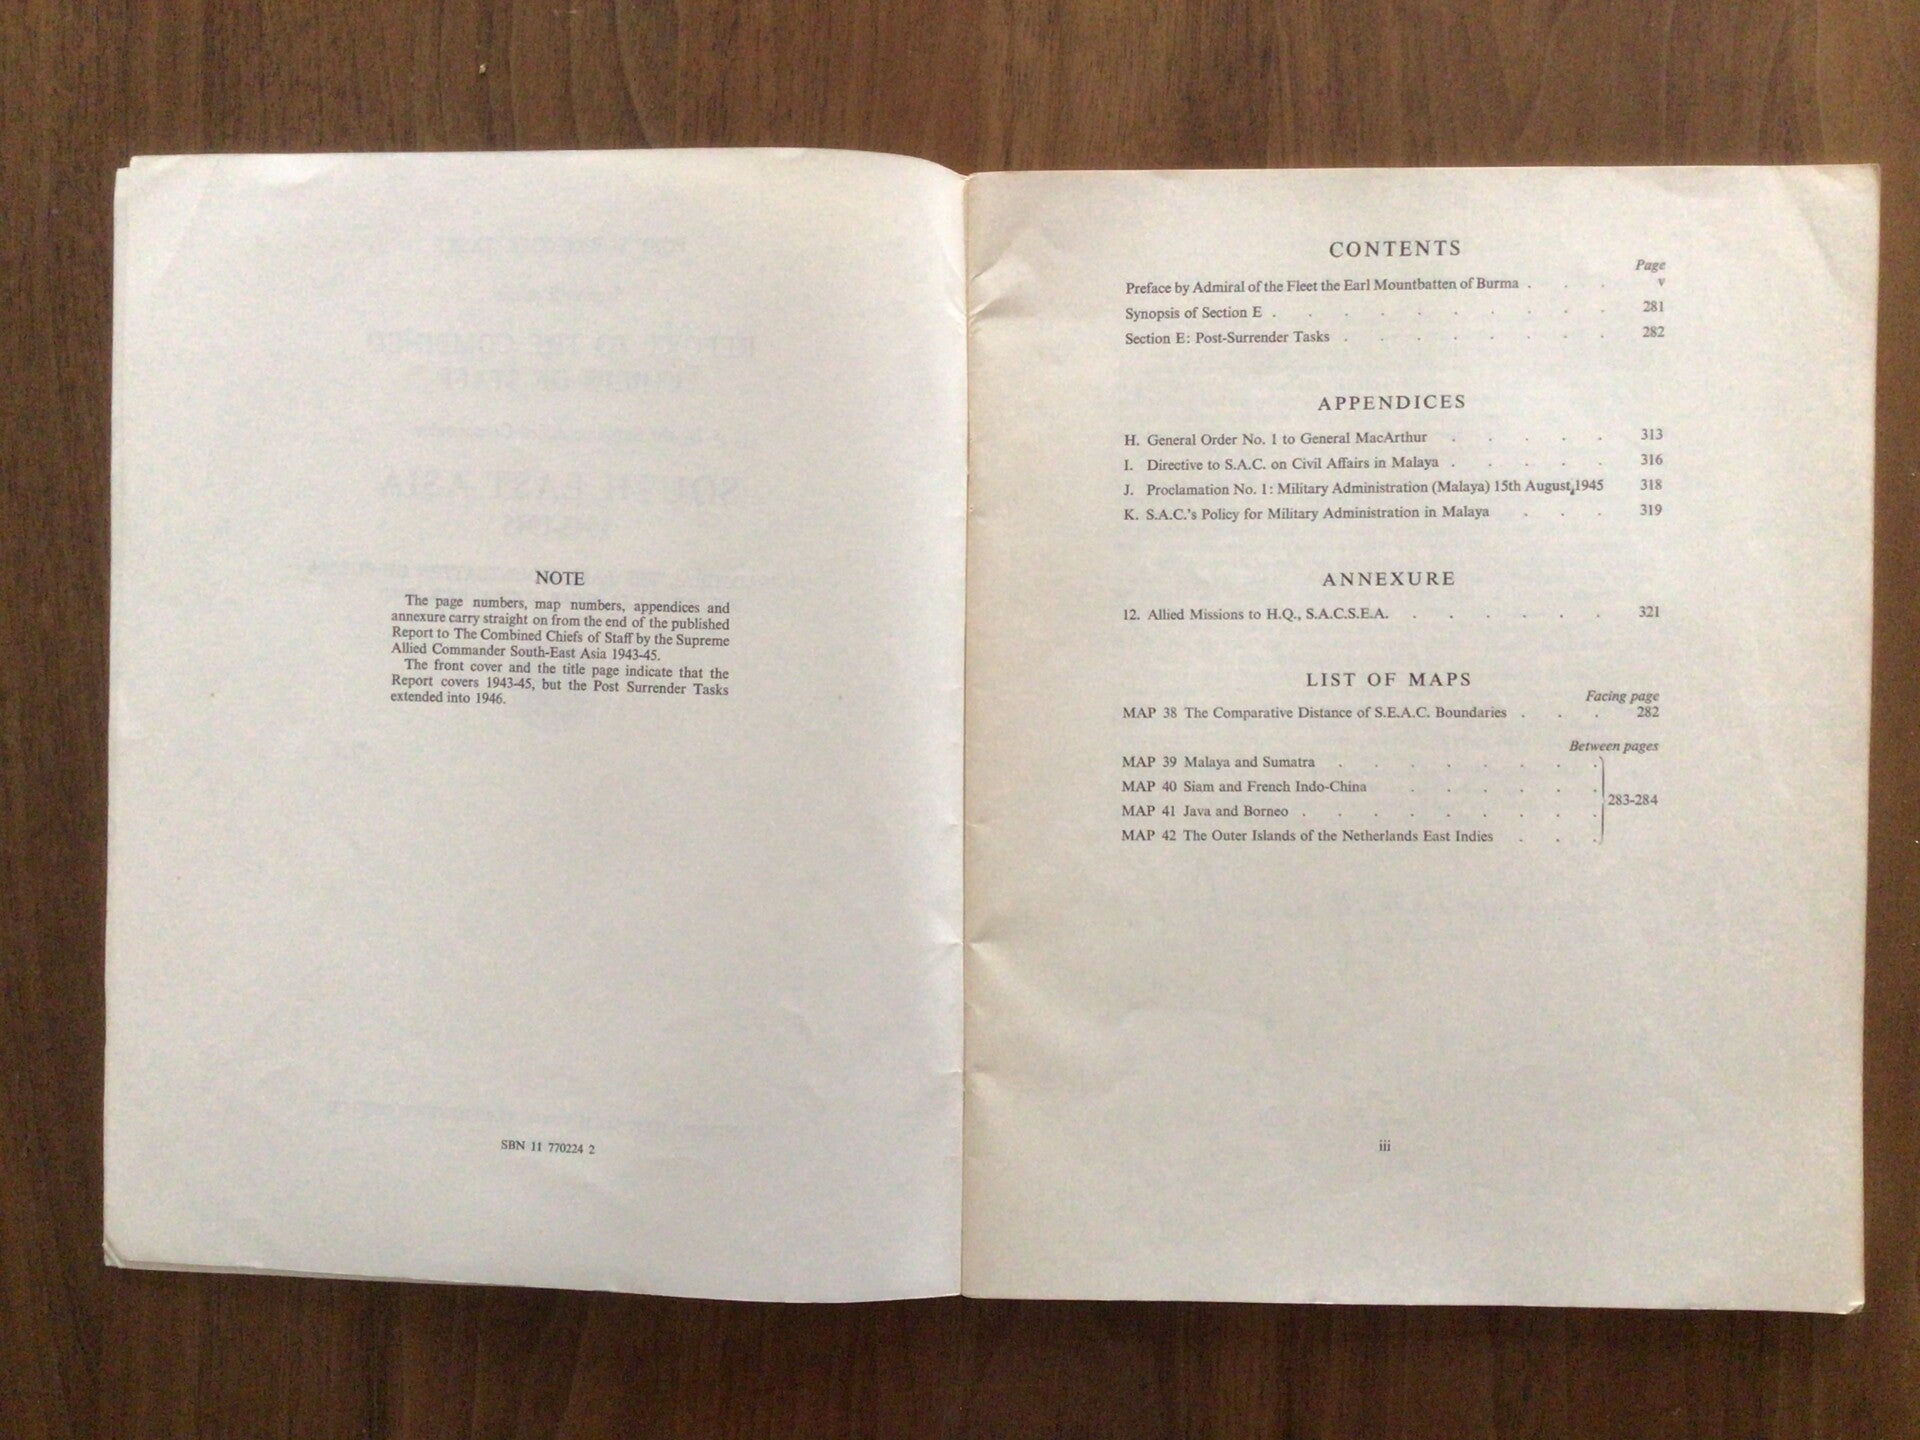 NOTE
The page numbers, map numbers, appendices and
annexure carry straight on from the end of the published
Report to The Combined Chiefs of Staff by the Supreme
Allied Commander South-East Asia 1943-45.
The front cover and the title page indicate that the
Report covers 1943-45, but the Post Surrender Tasks
extended into 1946.
SBN 11 770224 2
CONTENTS
Page
Preface by Admiral of the Fleet the Earl Mountbatten of Burma . . . v
Synopsis of Section E . . . . . . . . . . 281
Section E: Post-Surrender Tasks . . . . . . . . 282
APPENDICES
H. General Order No. 1 to General MacArthur . . . . . 313
I. Directive to S.A.C. on Civil Affairs in Malaya . . . . . 316
J. Proclamation No. 1: Military Administration (Malaya) 15th August, 1945 318
K. S.A.C.'s Policy for Military Administration in Malaya . . . 319
ANNEXURE
12. Allied Missions to H.Q., S.A.C.S.E.A. . . . . . . 321
LIST OF MAPS
Facing page
MAP 38 The Comparative Distance of S.E.A.C. Boundaries . . . 282
Between pages
MAP 39 Malaya and Sumatra . . . . . . . .
MAP 40 Siam and French Indo-China . . . . . .
283-284
MAP 41 Java and Borneo . . . . . . . . .
MAP 42 The Outer Islands of the Netherlands East Indies . . .
iii